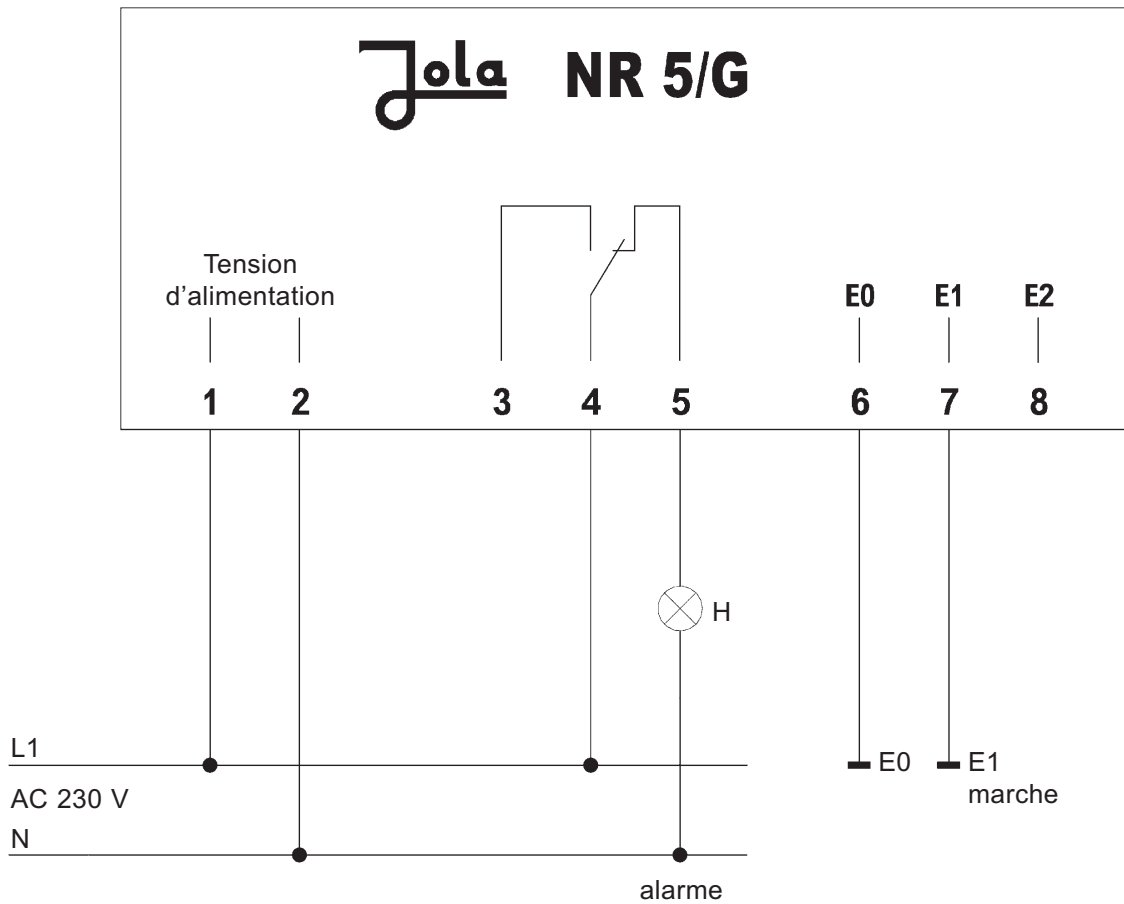 Jola NR 5/G
Tension
d'alimentation
E0 E1 E2
1 2 3 4 5 6 7 8
H
L1
E0 E1
marche
AC 230 V
N
alarme